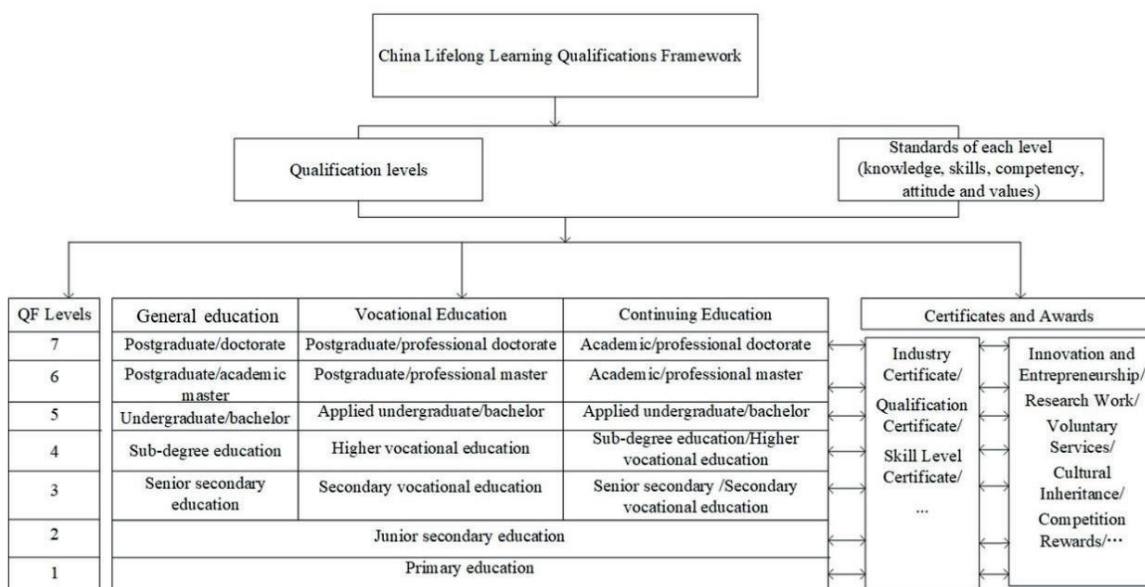 China Lifelong Learning Qualifications Framework
Qualification levels
Standards of each level
(knowledge, skills, competency,
attitude and values)
QF Levels
General education
Vocational Education
Continuing Education
Certificates and Awards
7
Postgraduate/doctorate
Postgraduate/professional doctorate
Academic/professional doctorate
6
Postgraduate/academic
master
Postgraduate/professional master
Academic/professional master
5
Undergraduate/bachelor
Applied undergraduate/bachelor
Applied undergraduate/bachelor
4
Sub-degree education
Higher vocational education
Sub-degree education/Higher
vocational education
3
Senior secondary
education
Secondary vocational education
Senior secondary /Secondary
vocational education
2
Junior secondary education
1
Primary education
Industry
Certificate/
Qualification
Certificate/
Skill Level
Certificate/
...
Innovation and
Entrepreneurship/
Research Work/
Voluntary
Services/
Cultural
Inheritance/
Competition
Rewards/···